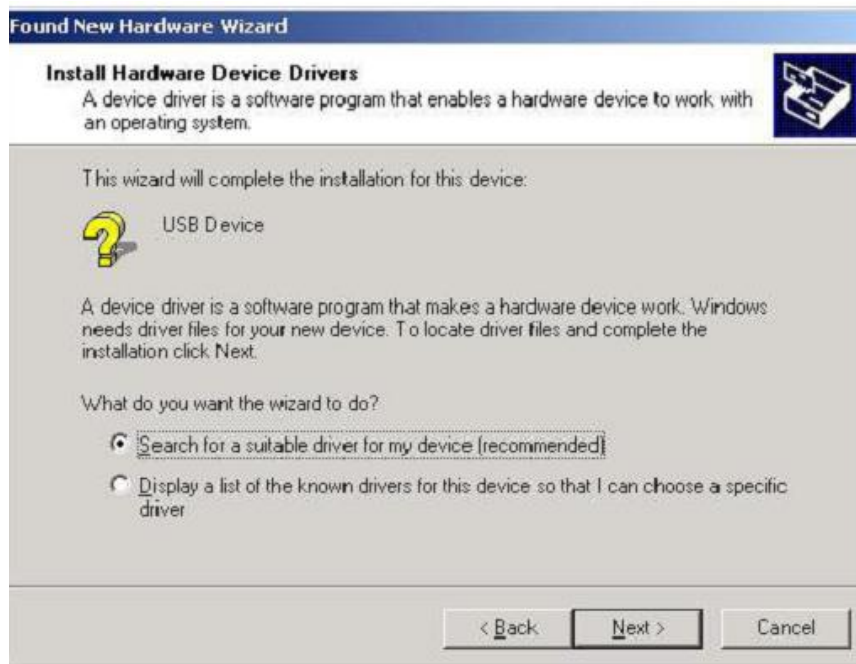 Found New Hardware Wizard
Install Hardware Device Drivers
A device driver is a software program that enables a hardware device to work with
an operating system.
This wizard will complete the installation for this device:
USB Device
A device driver is a software program that makes a hardware device work. Windows
needs driver files for your new device. To locate driver files and complete the
installation click Next.
What do you want the wizard to do?
Search for a suitable driver for my device (recommended)
Display a list of the known drivers for this device so that I can choose a specific
driver
< Back Next > Cancel